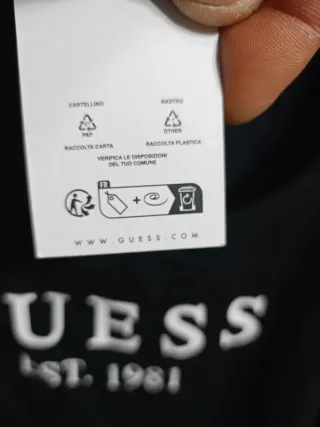 CARTELLINO NASTRO
PAP OTHER
RACCOLTA CARTA RACCOLTA PLASTICA
VERIFICA LE DISPOSIZIONI
DEL TUO COMUNE
FR
+
WWW.GUESS.COM
UESS
EST. 1981